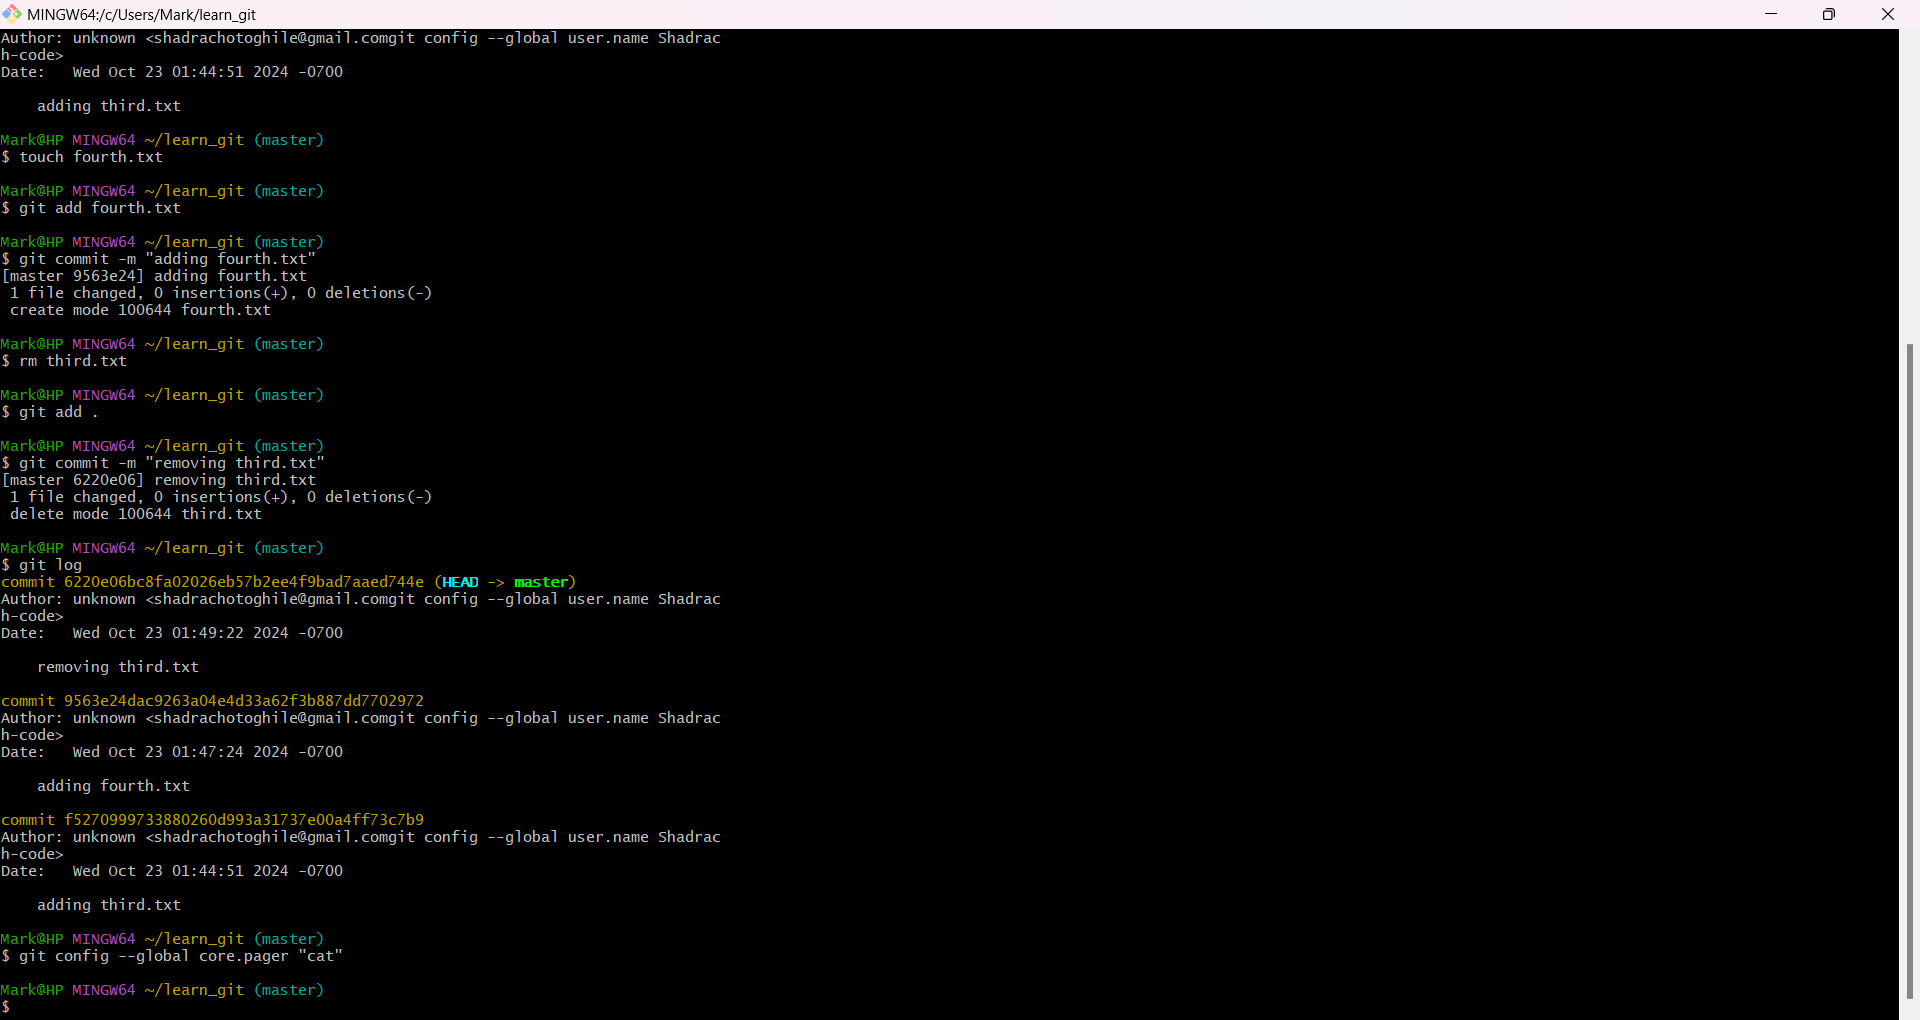 MINGW64:/c/Users/Mark/learn_git
Author: unknown <shadrachotoghile@gmail.comgit config --global user.name Shadrac
h-code>
Date:   Wed Oct 23 01:44:51 2024 -0700
    adding third.txt
Mark@HP MINGW64 ~/learn_git (master)
$ touch fourth.txt
Mark@HP MINGW64 ~/learn_git (master)
$ git add fourth.txt
Mark@HP MINGW64 ~/learn_git (master)
$ git commit -m "adding fourth.txt"
[master 9563e24] adding fourth.txt
 1 file changed, 0 insertions(+), 0 deletions(-)
 create mode 100644 fourth.txt
Mark@HP MINGW64 ~/learn_git (master)
$ rm third.txt
Mark@HP MINGW64 ~/learn_git (master)
$ git add .
Mark@HP MINGW64 ~/learn_git (master)
$ git commit -m "removing third.txt"
[master 6220e06] removing third.txt
 1 file changed, 0 insertions(+), 0 deletions(-)
 delete mode 100644 third.txt
Mark@HP MINGW64 ~/learn_git (master)
$ git log
commit 6220e06bc8fa02026eb57b2ee4f9bad7aaed744e (HEAD -> master)
Author: unknown <shadrachotoghile@gmail.comgit config --global user.name Shadrac
h-code>
Date:   Wed Oct 23 01:49:22 2024 -0700
    removing third.txt
commit 9563e24dac9263a04e4d33a62f3b887dd7702972
Author: unknown <shadrachotoghile@gmail.comgit config --global user.name Shadrac
h-code>
Date:   Wed Oct 23 01:47:24 2024 -0700
    adding fourth.txt
commit f5270999733880260d993a31737e00a4ff73c7b9
Author: unknown <shadrachotoghile@gmail.comgit config --global user.name Shadrac
h-code>
Date:   Wed Oct 23 01:44:51 2024 -0700
    adding third.txt
Mark@HP MINGW64 ~/learn_git (master)
$ git config --global core.pager "cat"
Mark@HP MINGW64 ~/learn_git (master)
$